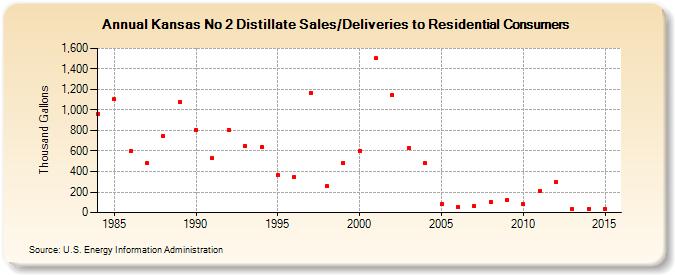 Annual Kansas No 2 Distillate Sales/Deliveries to Residential Consumers
Thousand Gallons
1,600
1,400
1,200
1,000
800
600
400
200
0
1985 1990 1995 2000 2005 2010 2015
Source: U.S. Energy Information Administration